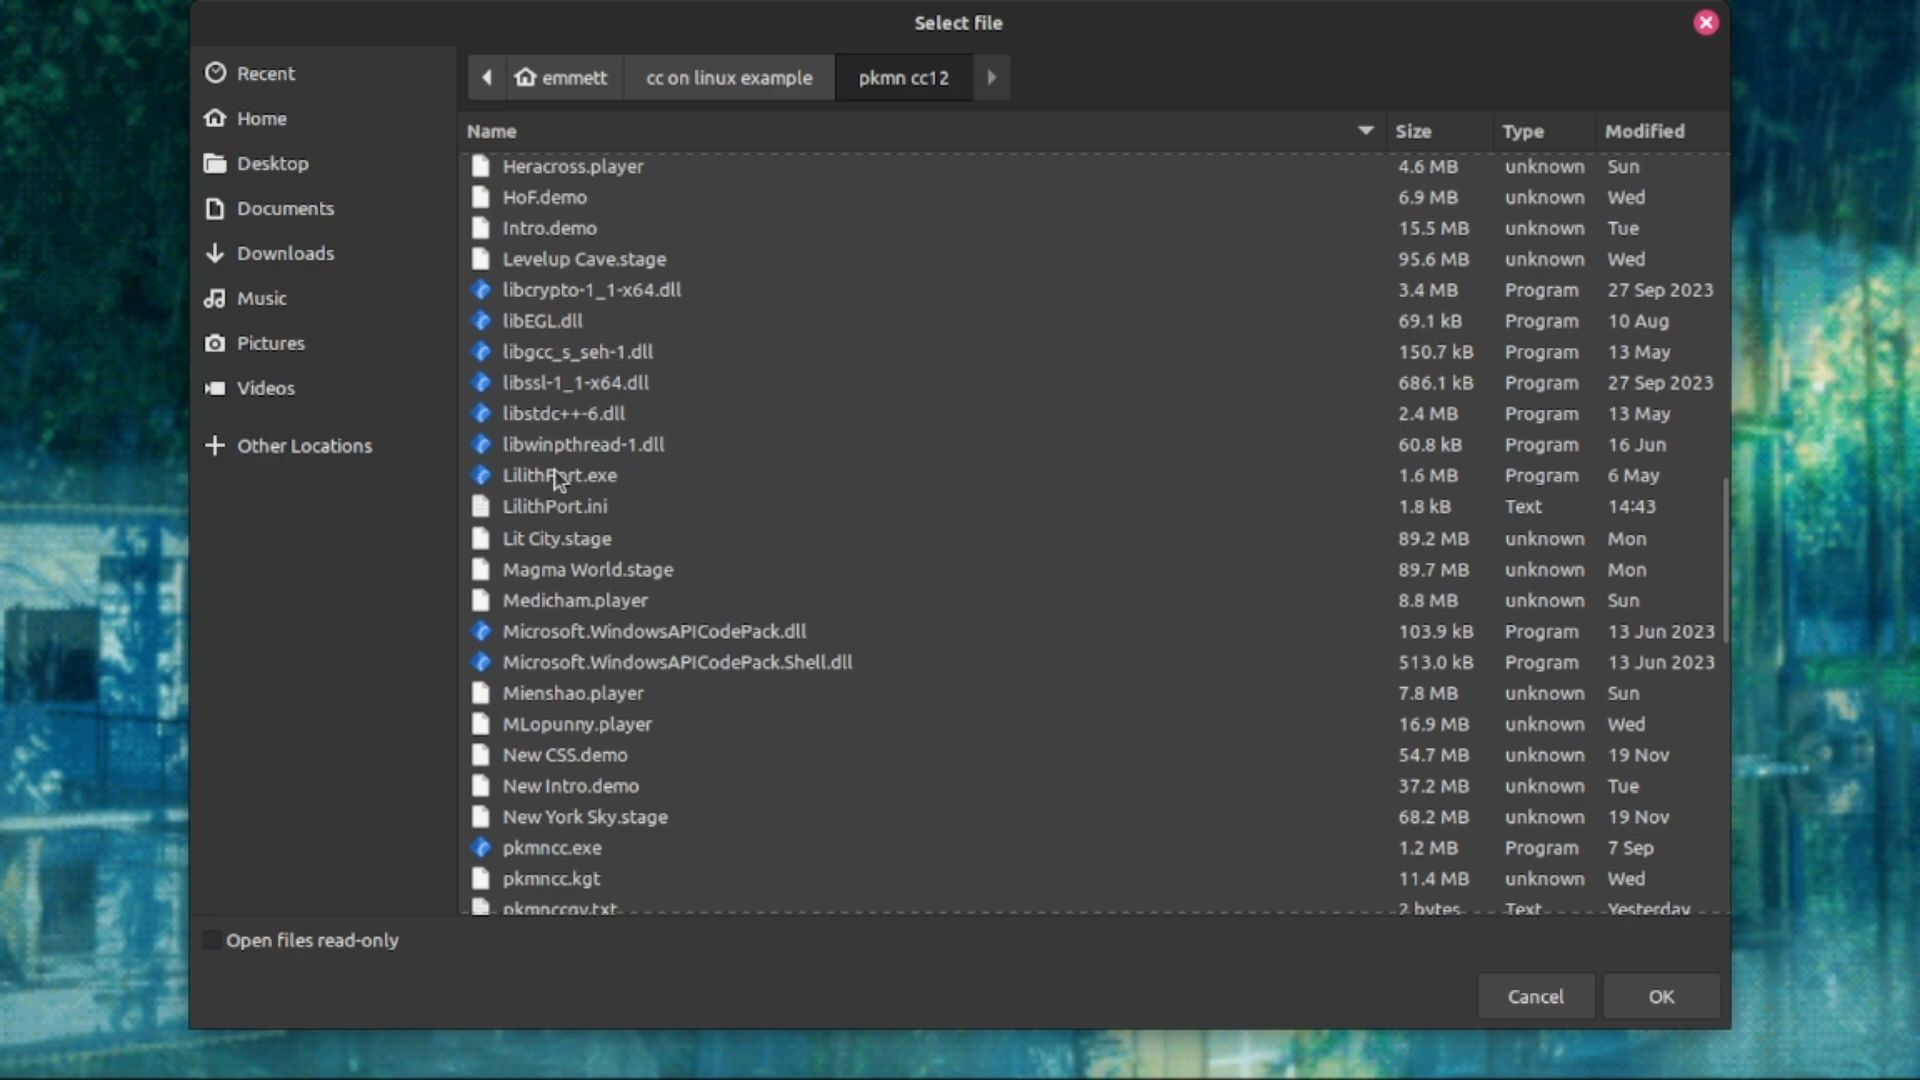 Select file
Recent
Home
Desktop
Documents
Downloads
Music
Pictures
Videos
Other Locations
emmett cc on linux example pkmn cc12
Name Size Type Modified
Heracross.player 4.6 MB unknown Sun
HoF.demo 6.9 MB unknown Wed
Intro.demo 15.5 MB unknown Tue
Levelup Cave.stage 95.6 MB unknown Wed
libcrypto-1_1-x64.dll 3.4 MB Program 27 Sep 2023
libEGL.dll 69.1 kB Program 10 Aug
libgcc_s_seh-1.dll 150.7 kB Program 13 May
libssl-1_1-x64.dll 686.1 kB Program 27 Sep 2023
libstdc++-6.dll 2.4 MB Program 13 May
libwinpthread-1.dll 60.8 kB Program 16 Jun
LilithPort.exe 1.6 MB Program 6 May
LilithPort.ini 1.8 kB Text 14:43
Lit City.stage 89.2 MB unknown Mon
Magma World.stage 89.7 MB unknown Mon
Medicham.player 8.8 MB unknown Sun
Microsoft.WindowsAPICodePack.dll 103.9 kB Program 13 Jun 2023
Microsoft.WindowsAPICodePack.Shell.dll 513.0 kB Program 13 Jun 2023
Mienshao.player 7.8 MB unknown Sun
MLopunny.player 16.9 MB unknown Wed
New CSS.demo 54.7 MB unknown 19 Nov
New Intro.demo 37.2 MB unknown Tue
New York Sky.stage 68.2 MB unknown 19 Nov
pkmncc.exe 1.2 MB Program 7 Sep
pkmncc.kgt 11.4 MB unknown Wed
2 bytes Text Yesterday
Open files read-only
Cancel OK